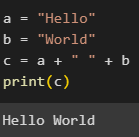 a = "Hello"
b = "World"
c = a + " " + b
print(c)
Hello World